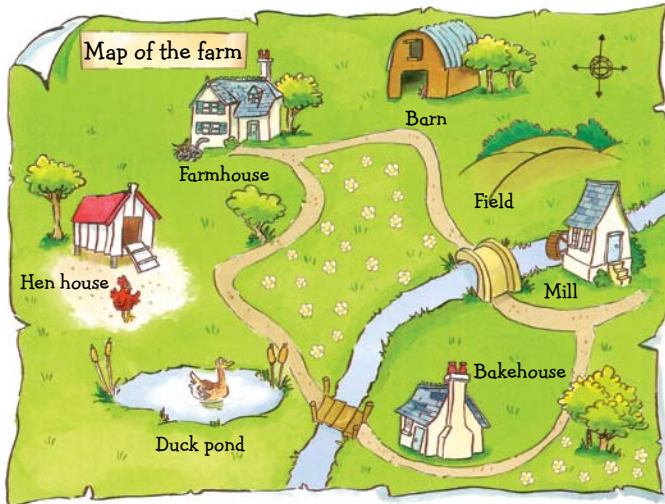 Map of the farm
Barn
Farmhouse
Field
Hen house
Mill
Bakehouse
Duck pond